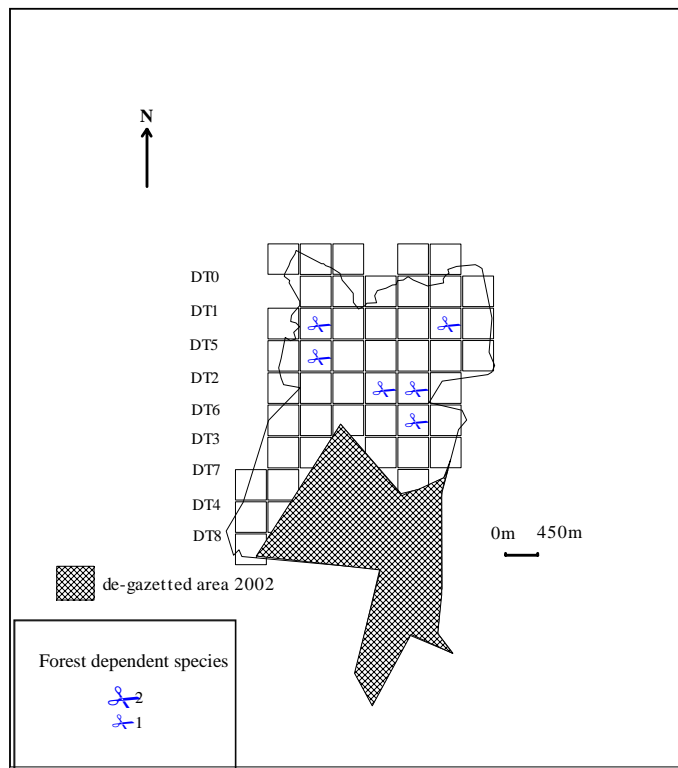 N
DT0
DT1
DT5
DT2
DT6
DT3
DT7
DT4
DT8
0m 450m
de-gazetted area 2002
Forest dependent species
2
1